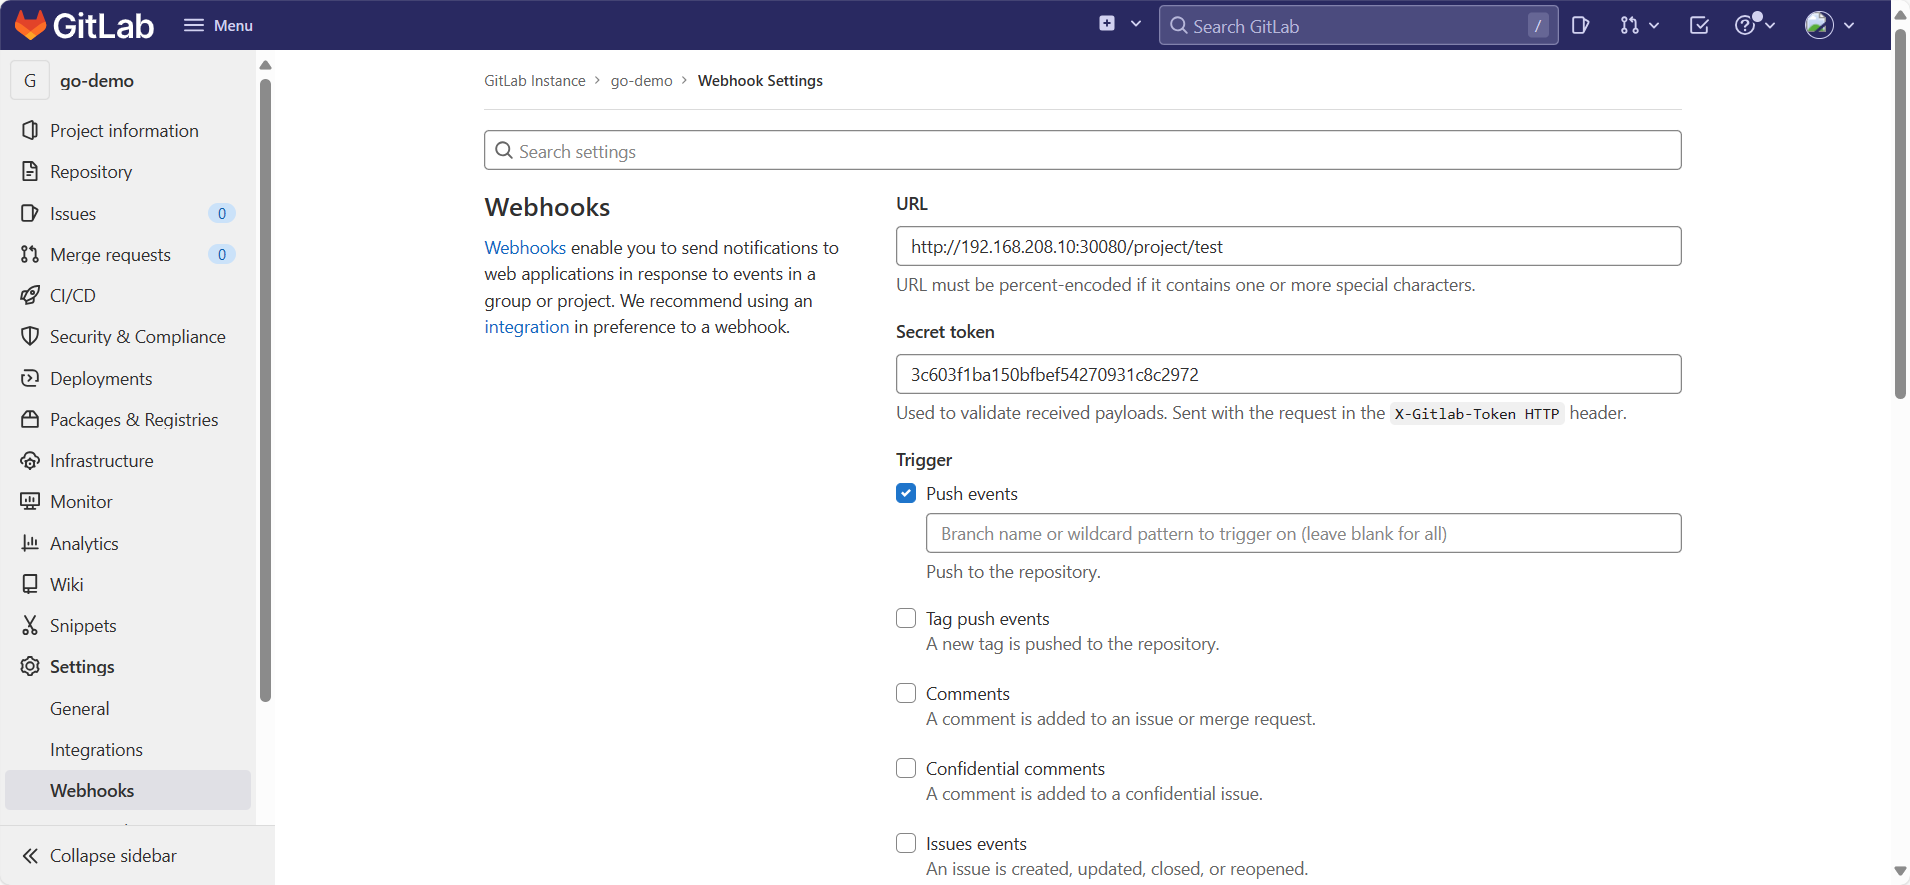 GitLab
Menu
Search GitLab
/
G
go-demo
Project information
Repository
Issues
0
Merge requests
0
CI/CD
Security & Compliance
Deployments
Packages & Registries
Infrastructure
Monitor
Analytics
Wiki
Snippets
Settings
General
Integrations
Webhooks
Collapse sidebar
GitLab Instance › go-demo › Webhook Settings
Search settings
Webhooks
Webhooks enable you to send notifications to
web applications in response to events in a
group or project. We recommend using an
integration in preference to a webhook.
URL
http://192.168.208.10:30080/project/test
URL must be percent-encoded if it contains one or more special characters.
Secret token
3c603f1ba150bfbef54270931c8c2972
Used to validate received payloads. Sent with the request in the X-Gitlab-Token HTTP header.
Trigger
Push events
Branch name or wildcard pattern to trigger on (leave blank for all)
Push to the repository.
Tag push events
A new tag is pushed to the repository.
Comments
A comment is added to an issue or merge request.
Confidential comments
A comment is added to a confidential issue.
Issues events
An issue is created, updated, closed, or reopened.